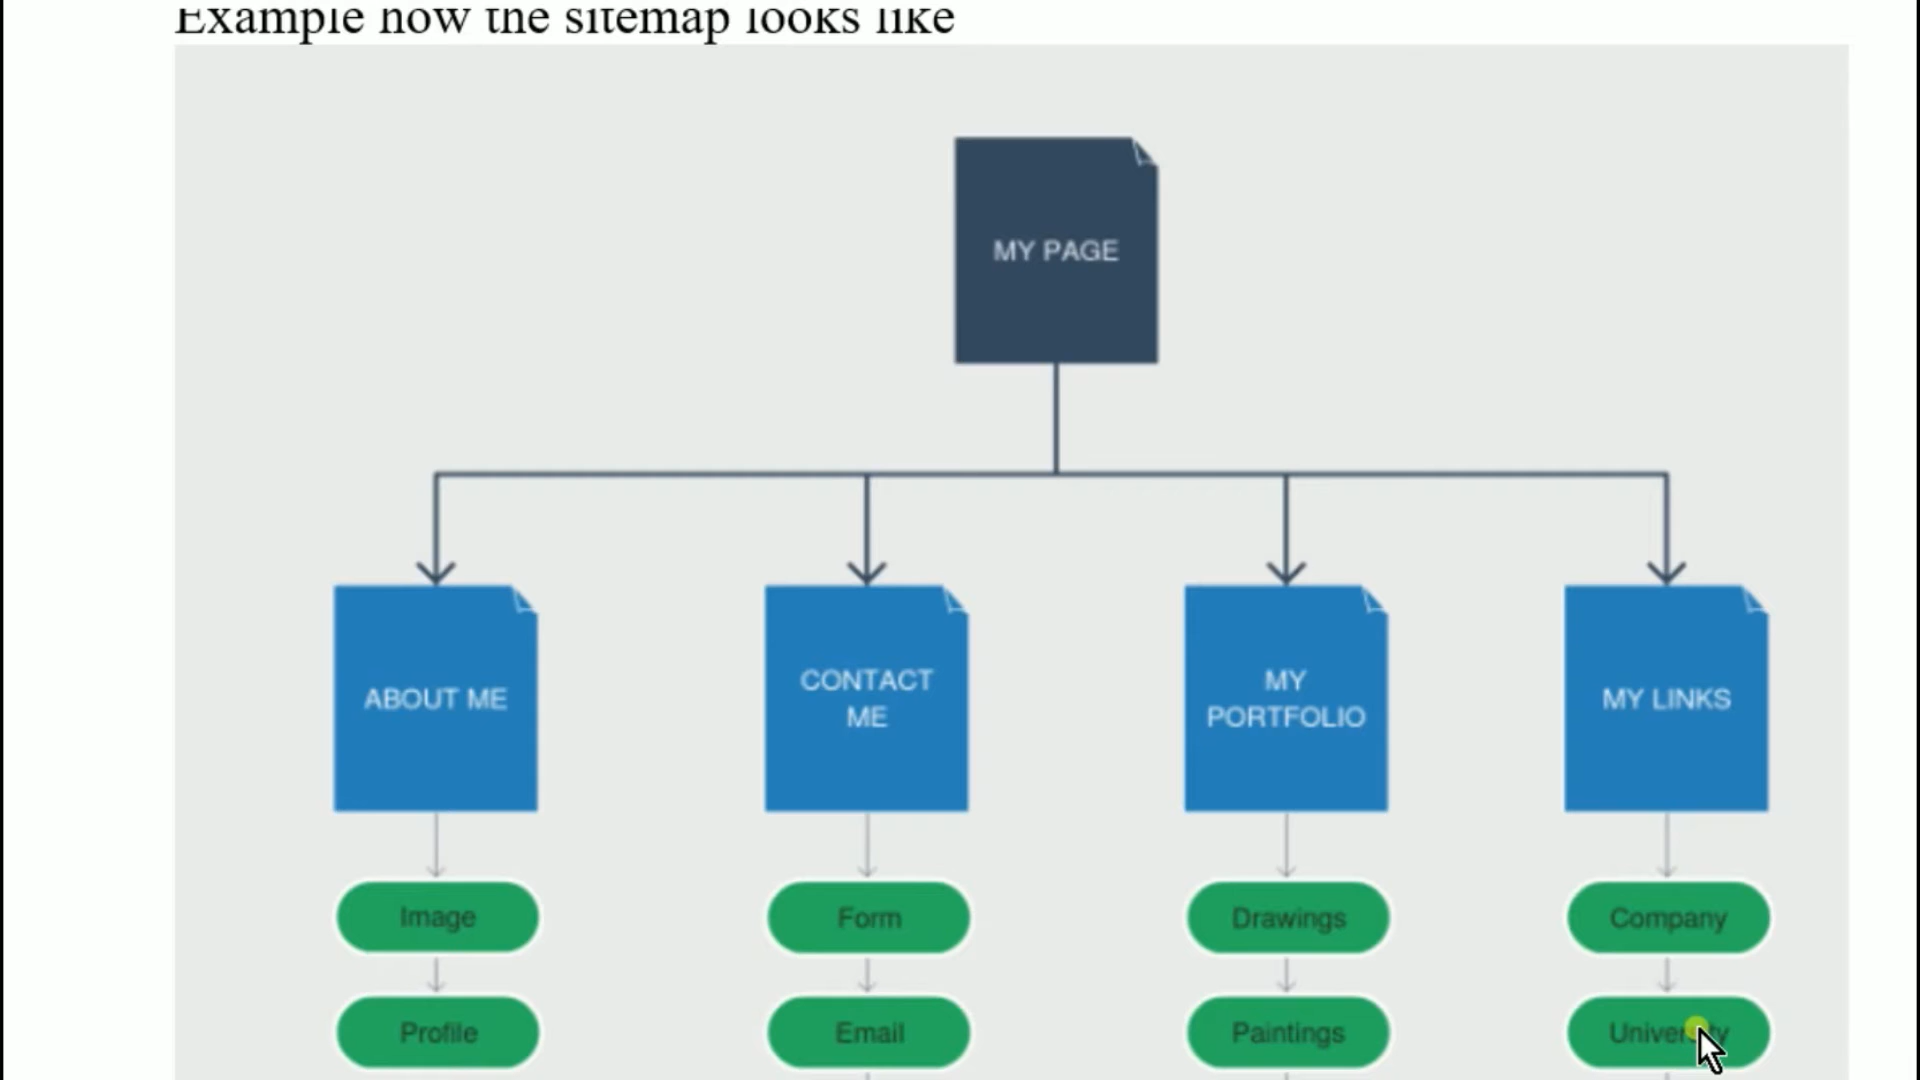 Example how the sitemap looks like
MY PAGE
ABOUT ME
CONTACT
ME
MY
PORTFOLIO
MY LINKS
Image
Form
Drawings
Company
Profile
Email
Paintings
University